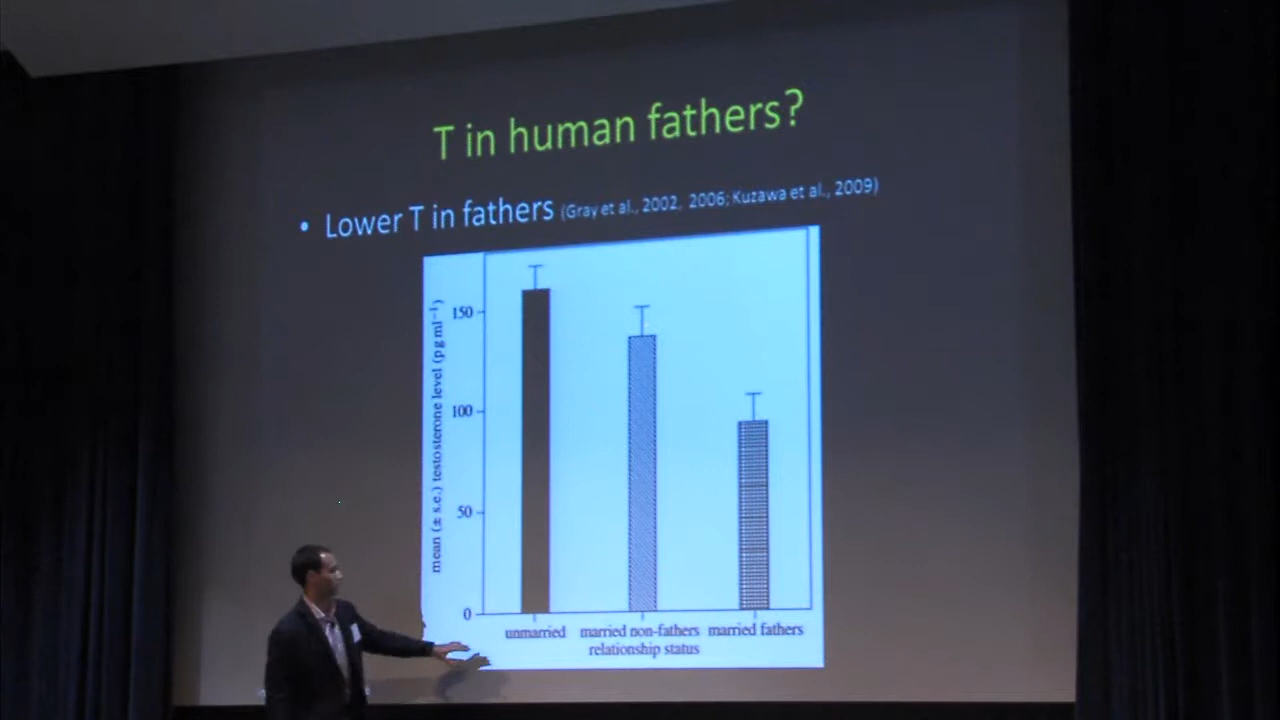 T in human fathers?
• Lower T in fathers (Gray et al., 2002, 2006; Kuzawa et al., 2009)
mean (± s.e.) testosterone level (pg ml⁻¹)
150
100
50
0
unmarried married non-fathers married fathers
relationship status